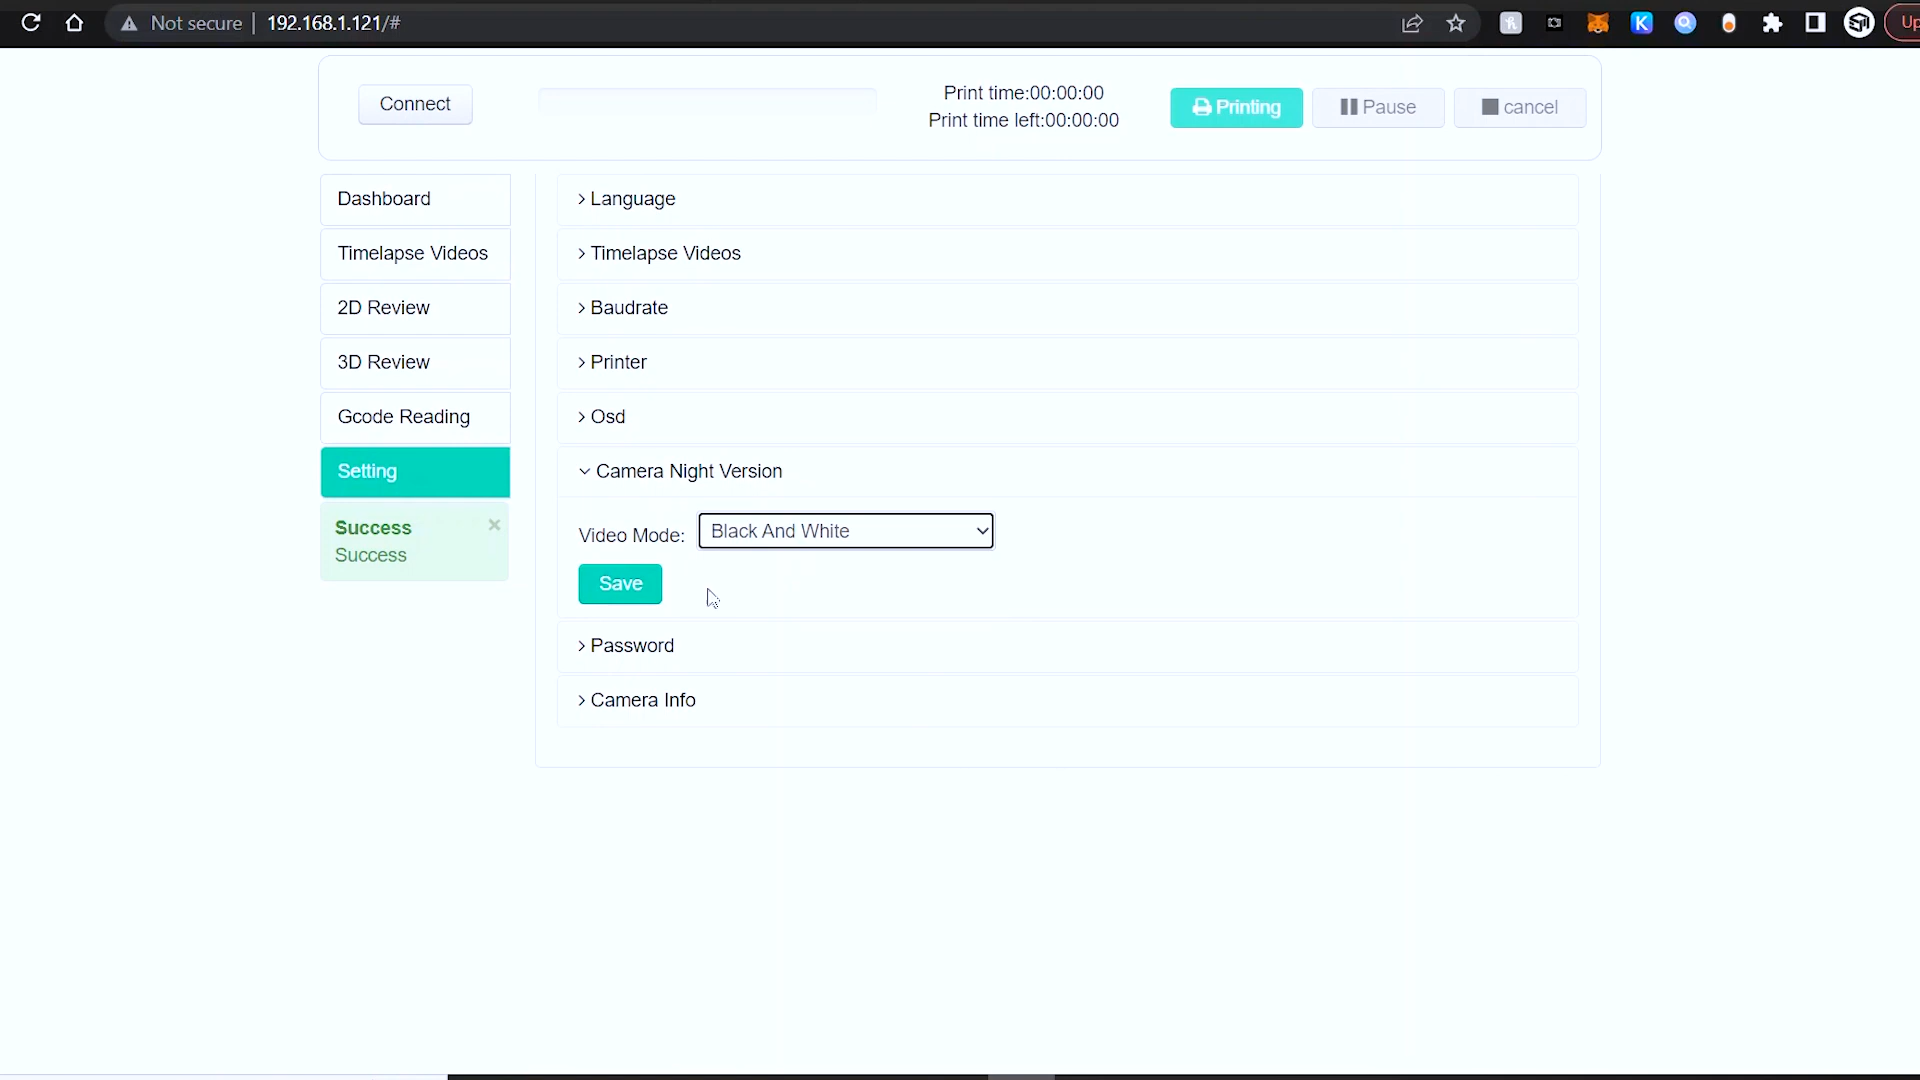 Not secure
192.168.1.121/#
Up
Connect
Print time:00:00:00
Print time left:00:00:00
Printing
Pause
cancel
Dashboard
Timelapse Videos
2D Review
3D Review
Gcode Reading
Setting
Success
Success
Language
Timelapse Videos
Baudrate
Printer
Osd
Camera Night Version
Video Mode:
Black And White
Save
Password
Camera Info